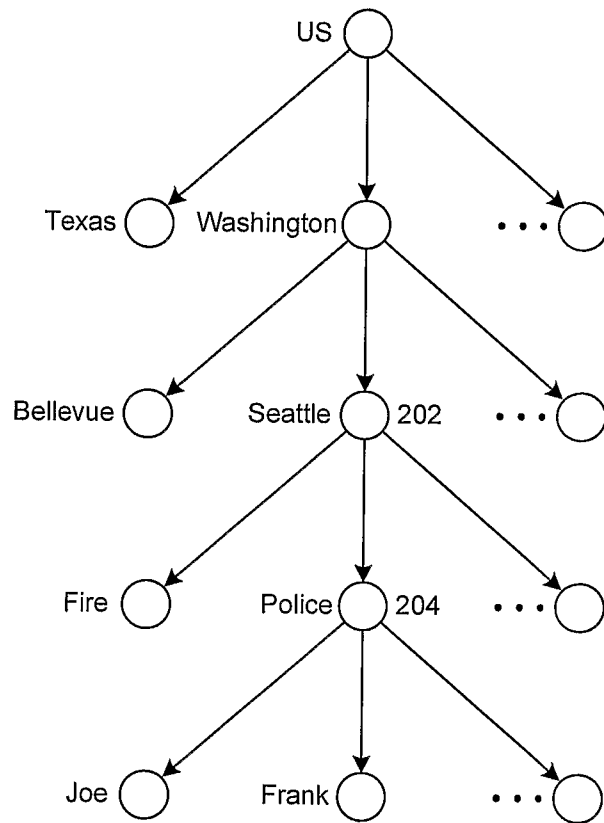 US
Texas Washington ...
Bellevue Seattle 202 ...
Fire Police 204 ...
Joe Frank ...